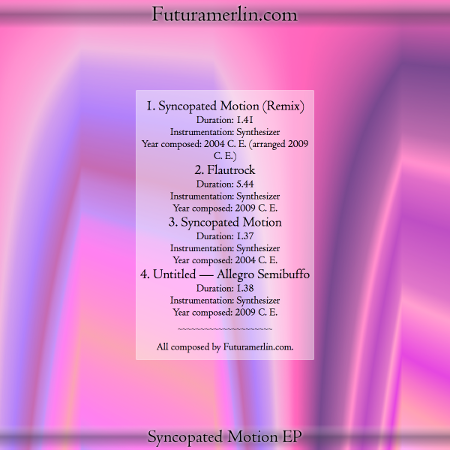 Futuramerlin.com
1. Syncopated Motion (Remix)
Duration: 1.41
Instrumentation: Synthesizer
Year composed: 2004 C. E. (arranged 2009
C. E.)
2. Flautrock
Duration: 5.44
Instrumentation: Synthesizer
Year composed: 2009 C. E.
3. Syncopated Motion
Duration: 1.37
Instrumentation: Synthesizer
Year composed: 2004 C. E.
4. Untitled — Allegro Semibuffo
Duration: 1.38
Instrumentation: Synthesizer
Year composed: 2009 C. E.
~~~~~~~~~~~~~~~~~~~~~
All composed by Futuramerlin.com.
Syncopated Motion EP